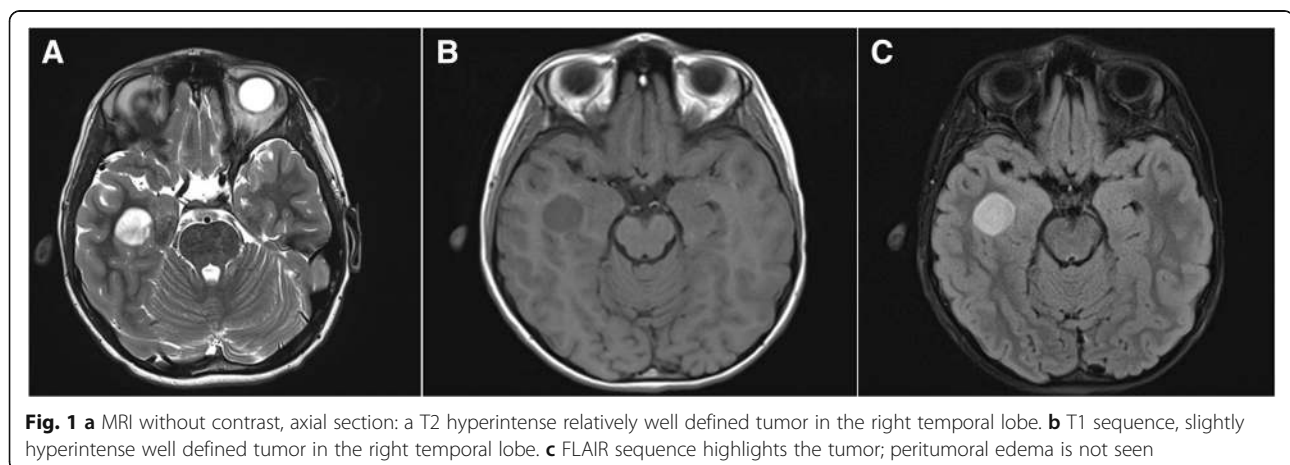 A
B
C
Fig. 1 a MRI without contrast, axial section: a T2 hyperintense relatively well defined tumor in the right temporal lobe. b T1 sequence, slightly
hyperintense well defined tumor in the right temporal lobe. c FLAIR sequence highlights the tumor; peritumoral edema is not seen